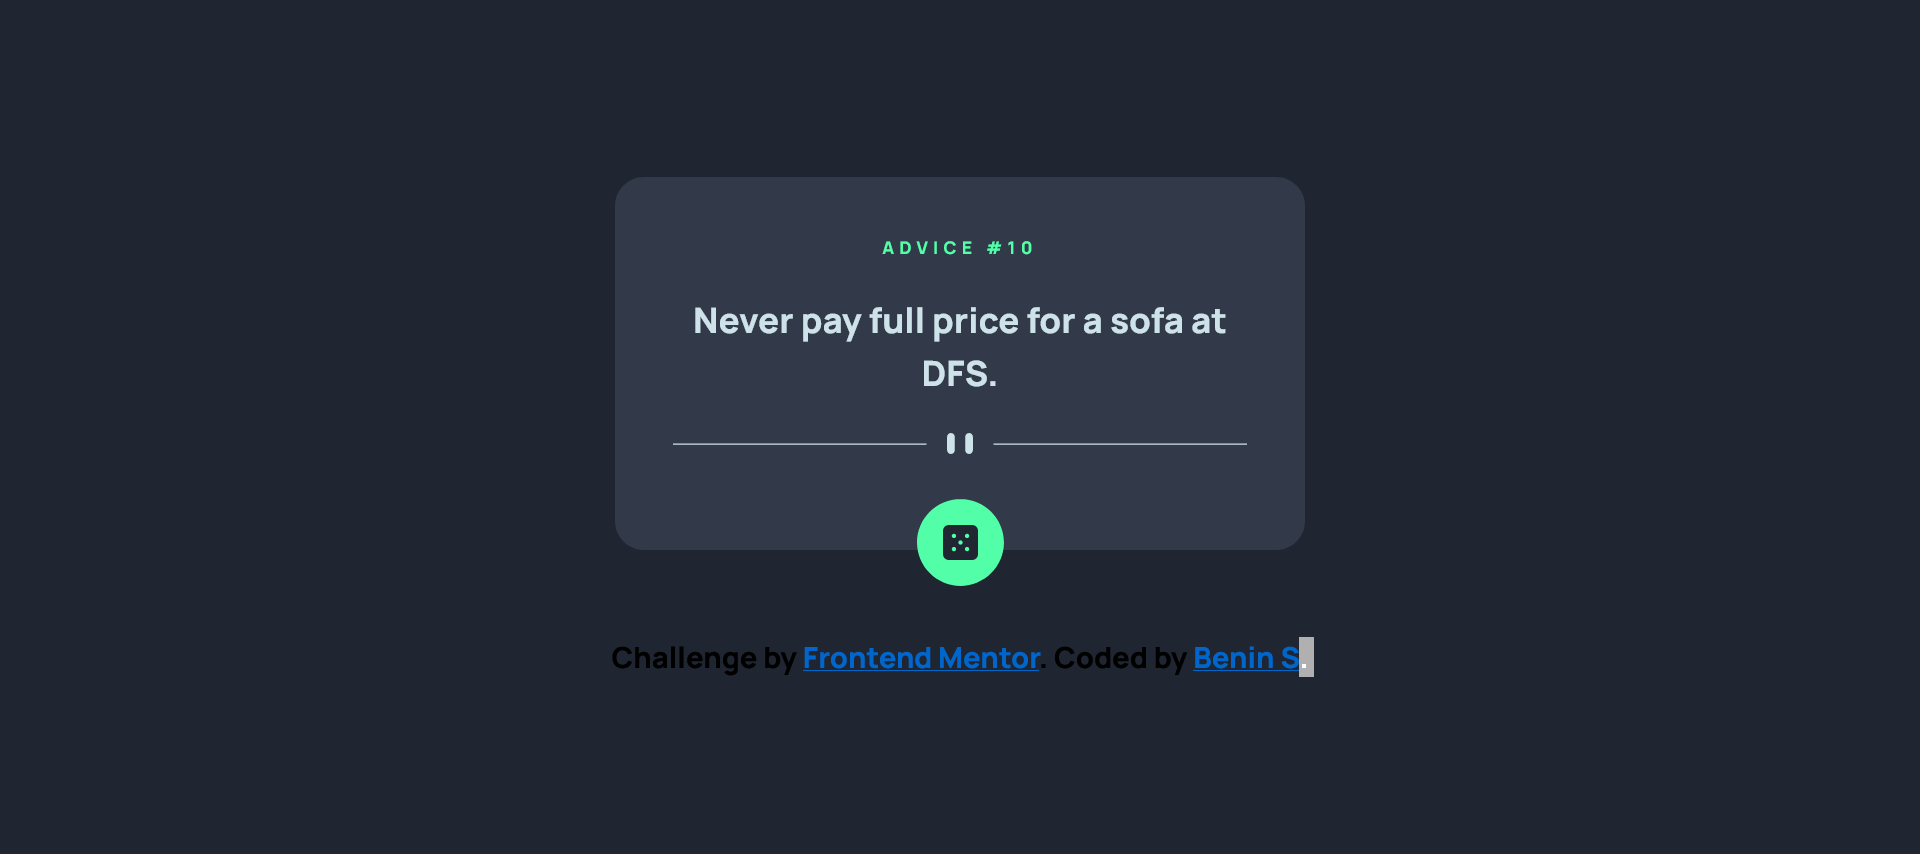 ADVICE #10
Never pay full price for a sofa at
DFS.
Challenge by Frontend Mentor. Coded by Benin S.